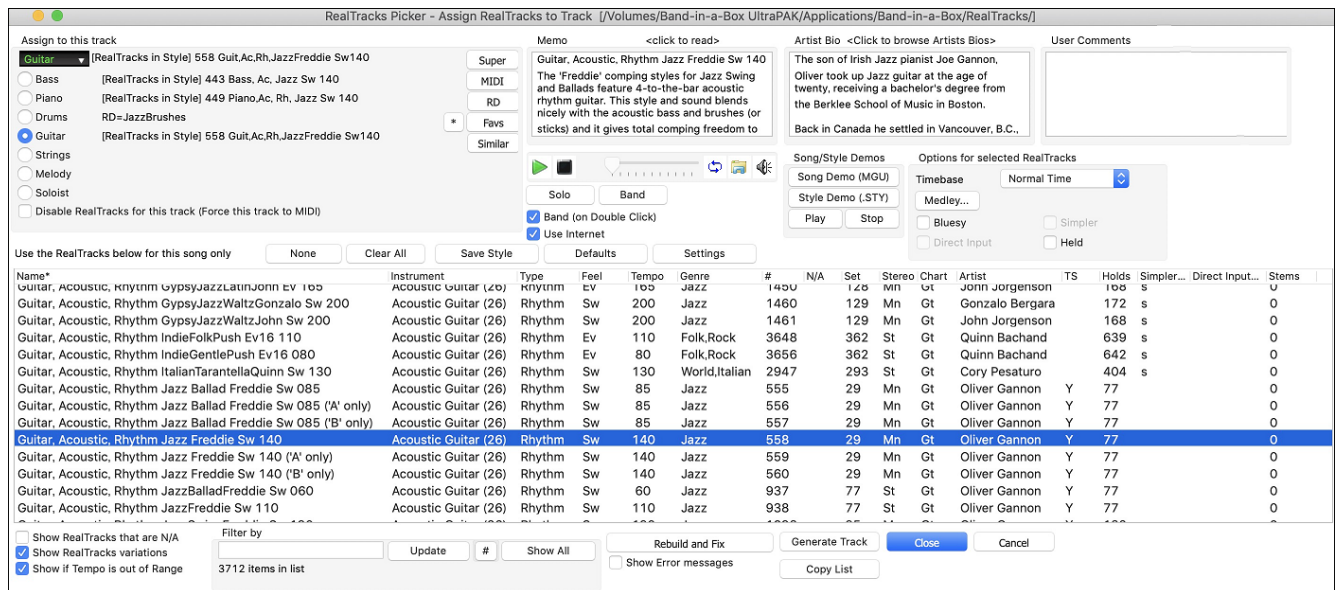 RealTracks Picker - Assign RealTracks to Track [/Volumes/Band-in-a-Box UltraPAK/Applications/Band-in-a-Box/RealTracks/]
Assign to this track
Guitar [RealTracks in Style] 558 Guit,Ac,Rh,JazzFreddie Sw140
Bass [RealTracks in Style] 443 Bass, Ac, Jazz Sw 140
Piano [RealTracks in Style] 449 Piano,Ac, Rh, Jazz Sw 140
Drums RD=JazzBrushes
Guitar [RealTracks in Style] 558 Guit,Ac,Rh,JazzFreddie Sw140
Strings
Melody
Soloist
Disable RealTracks for this track (Force this track to MIDI)
Super
MIDI
RD
* Favs
Similar
Memo <click to read>
Guitar, Acoustic, Rhythm Jazz Freddie Sw 140
The 'Freddie' comping styles for Jazz Swing
and Ballads feature 4-to-the-bar acoustic
rhythm guitar. This style and sound blends
nicely with the acoustic bass and brushes (or
sticks) and it gives total comping freedom to
Artist Bio <Click to browse Artists Bios>
The son of Irish Jazz pianist Joe Gannon,
Oliver took up Jazz guitar at the age of
twenty, receiving a bachelor's degree from
the Berklee School of Music in Boston.
Back in Canada he settled in Vancouver, B.C.,
User Comments
Solo Band
Band (on Double Click)
Use Internet
Song/Style Demos
Song Demo (MGU)
Style Demo (.STY)
Play Stop
Options for selected RealTracks
Timebase Normal Time
Medley...
Bluesy Simpler
Direct Input Held
Use the RealTracks below for this song only None Clear All Save Style Defaults Settings
Name* Instrument Type Feel Tempo Genre # N/A Set Stereo Chart Artist TS Holds Simpler... Direct Input... Stems
Guitar, Acoustic, Rhythm GypsyJazzLatinJohn Ev 165 Acoustic Guitar (26) Rhythm Ev 165 Jazz 1450 128 Mn Gt John Jorgenson 168 s 0
Guitar, Acoustic, Rhythm GypsyJazzWaltzGonzalo Sw 200 Acoustic Guitar (26) Rhythm Sw 200 Jazz 1460 129 Mn Gt Gonzalo Bergara 172 s 0
Guitar, Acoustic, Rhythm GypsyJazzWaltzJohn Sw 200 Acoustic Guitar (26) Rhythm Sw 200 Jazz 1461 129 Mn Gt John Jorgenson 168 s 0
Guitar, Acoustic, Rhythm IndieFolkPush Ev16 110 Acoustic Guitar (26) Rhythm Ev 110 Folk,Rock 3648 362 St Gt Quinn Bachand 639 s 0
Guitar, Acoustic, Rhythm IndieGentlePush Ev16 080 Acoustic Guitar (26) Rhythm Ev 80 Folk,Rock 3656 362 St Gt Quinn Bachand 642 s 0
Guitar, Acoustic, Rhythm ItalianTarantellaQuinn Sw 130 Acoustic Guitar (26) Rhythm Sw 130 World,Italian 2947 293 St Gt Cory Pesaturo 404 s 0
Guitar, Acoustic, Rhythm Jazz Ballad Freddie Sw 085 Acoustic Guitar (26) Rhythm Sw 85 Jazz 555 29 Mn Gt Oliver Gannon Y 77 0
Guitar, Acoustic, Rhythm Jazz Ballad Freddie Sw 085 ('A' only) Acoustic Guitar (26) Rhythm Sw 85 Jazz 556 29 Mn Gt Oliver Gannon Y 77 0
Guitar, Acoustic, Rhythm Jazz Ballad Freddie Sw 085 ('B' only) Acoustic Guitar (26) Rhythm Sw 85 Jazz 557 29 Mn Gt Oliver Gannon Y 77 0
Guitar, Acoustic, Rhythm Jazz Freddie Sw 140 Acoustic Guitar (26) Rhythm Sw 140 Jazz 558 29 Mn Gt Oliver Gannon Y 77 0
Guitar, Acoustic, Rhythm Jazz Freddie Sw 140 ('A' only) Acoustic Guitar (26) Rhythm Sw 140 Jazz 559 29 Mn Gt Oliver Gannon Y 77 0
Guitar, Acoustic, Rhythm Jazz Freddie Sw 140 ('B' only) Acoustic Guitar (26) Rhythm Sw 140 Jazz 560 29 Mn Gt Oliver Gannon Y 77 0
Guitar, Acoustic, Rhythm JazzBalladFreddie Sw 060 Acoustic Guitar (26) Rhythm Sw 60 Jazz 937 77 St Gt Oliver Gannon Y 77 0
Guitar, Acoustic, Rhythm JazzFreddie Sw 110 Acoustic Guitar (26) Rhythm Sw 110 Jazz 938 77 St Gt Oliver Gannon Y 77 0
Show RealTracks that are N/A
Show RealTracks variations
Show if Tempo is out of Range
Filter by
Update # Show All
3712 items in list
Rebuild and Fix Generate Track Close Cancel
Show Error messages Copy List